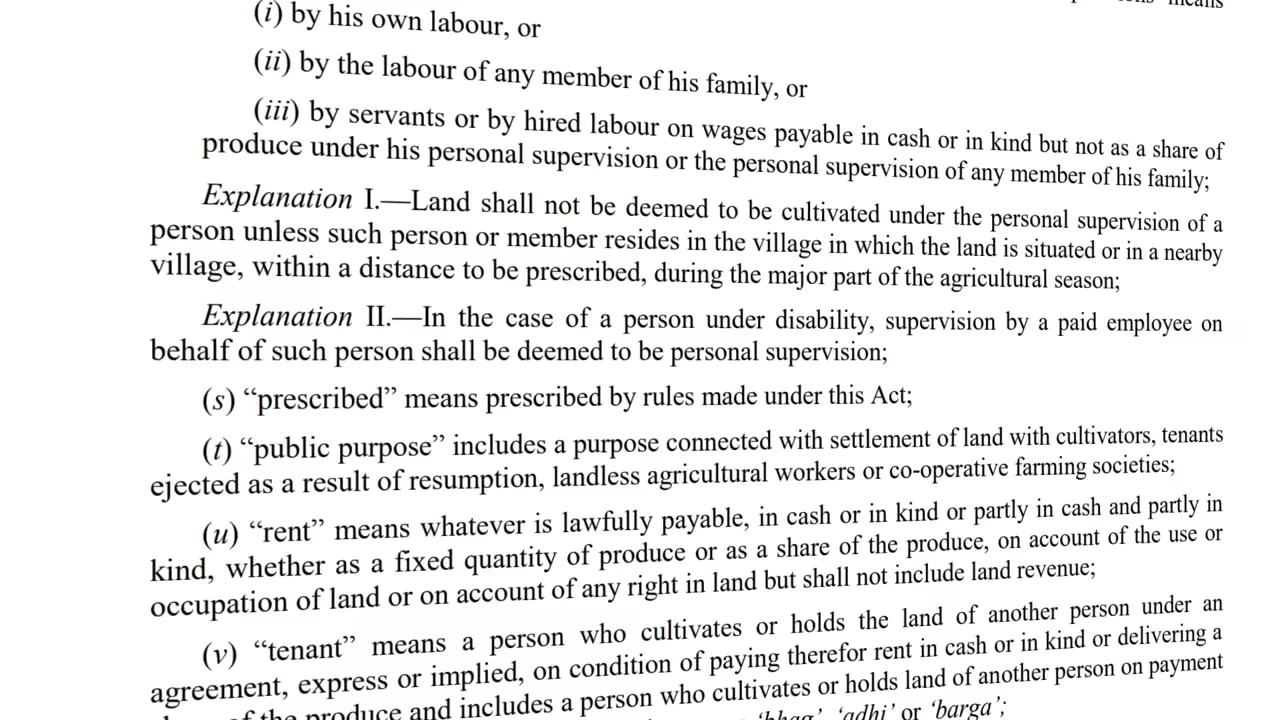 means
(i) by his own labour, or
(ii) by the labour of any member of his family, or
(iii) by servants or by hired labour on wages payable in cash or in kind but not as a share of
produce under his personal supervision or the personal supervision of any member of his family;
Explanation I.—Land shall not be deemed to be cultivated under the personal supervision of a
person unless such person or member resides in the village in which the land is situated or in a nearby
village, within a distance to be prescribed, during the major part of the agricultural season;
Explanation II.—In the case of a person under disability, supervision by a paid employee on
behalf of such person shall be deemed to be personal supervision;
(s) “prescribed” means prescribed by rules made under this Act;
(t) “public purpose” includes a purpose connected with settlement of land with cultivators, tenants
ejected as a result of resumption, landless agricultural workers or co-operative farming societies;
(u) “rent” means whatever is lawfully payable, in cash or in kind or partly in cash and partly in
kind, whether as a fixed quantity of produce or as a share of the produce, on account of the use or
occupation of land or on account of any right in land but shall not include land revenue;
(v) “tenant” means a person who cultivates or holds the land of another person under an
agreement, express or implied, on condition of paying therefor rent in cash or in kind or delivering a
of the produce and includes a person who cultivates or holds land of another person on payment
‘bhag’, ‘adhi’ or ‘barga’;